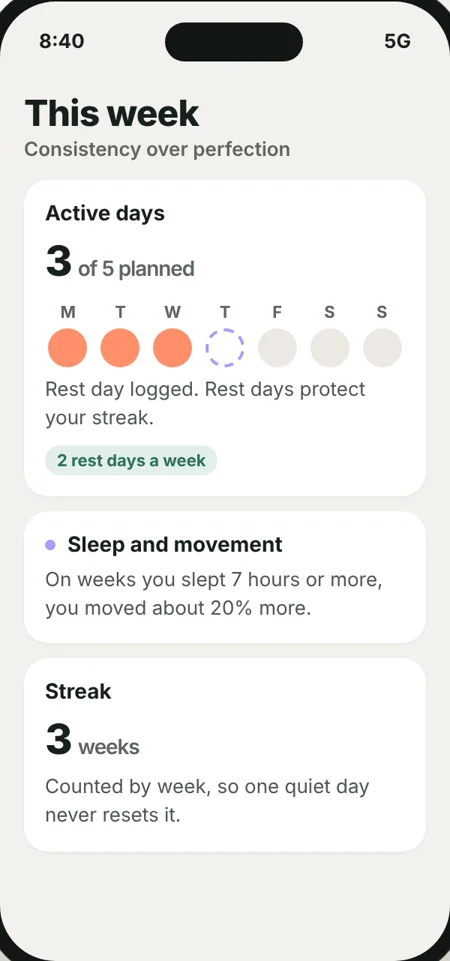 8:40 5G
This week
Consistency over perfection
Active days
3 of 5 planned
M T W T F S S
Rest day logged. Rest days protect
your streak.
2 rest days a week
Sleep and movement
On weeks you slept 7 hours or more,
you moved about 20% more.
Streak
3 weeks
Counted by week, so one quiet day
never resets it.